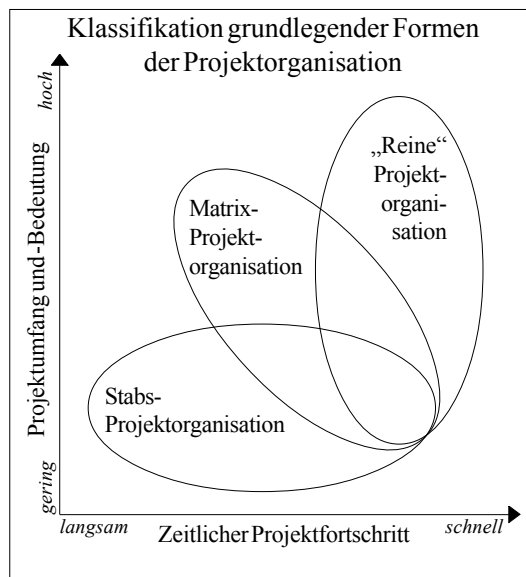 Klassifikation grundlegender Formen
der Projektorganisation
hoch
Projektumfang und -Bedeutung
gering
„Reine“
Projekt-
organi-
sation
Matrix-
Projekt-
organisation
Stabs-
Projektorganisation
langsam
Zeitlicher Projektfortschritt
schnell